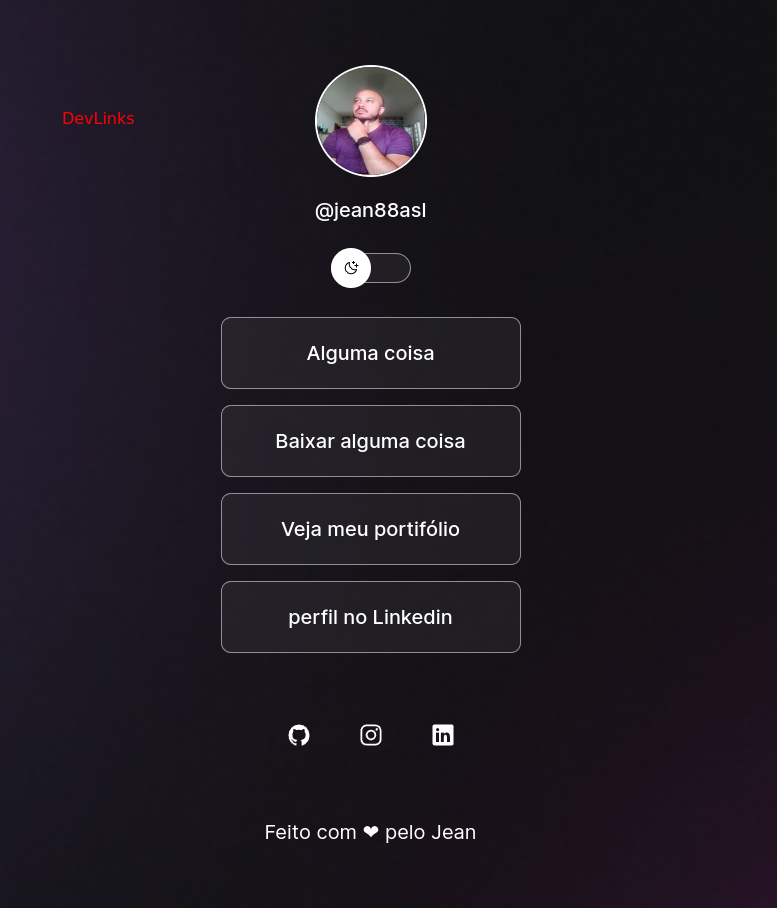 DevLinks
@jean88asl
Alguma coisa
Baixar alguma coisa
Veja meu portifólio
perfil no Linkedin
Feito com ❤ pelo Jean